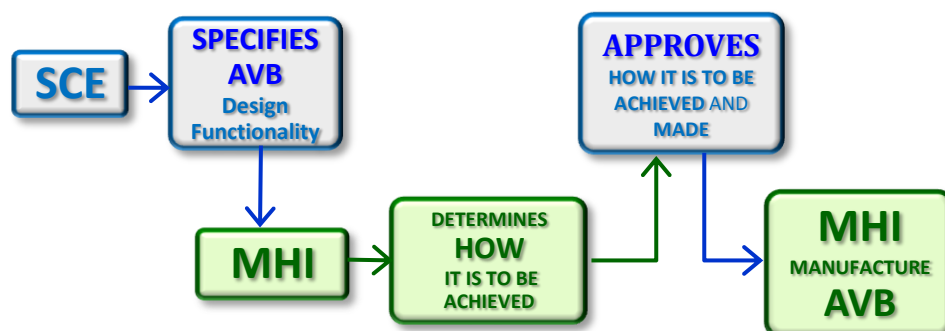 SCE
SPECIFIES
AVB
Design
Functionality
MHI
DETERMINES
HOW
IT IS TO BE
ACHIEVED
APPROVES
HOW IT IS TO BE
ACHIEVED AND
MADE
MHI
MANUFACTURE
AVB